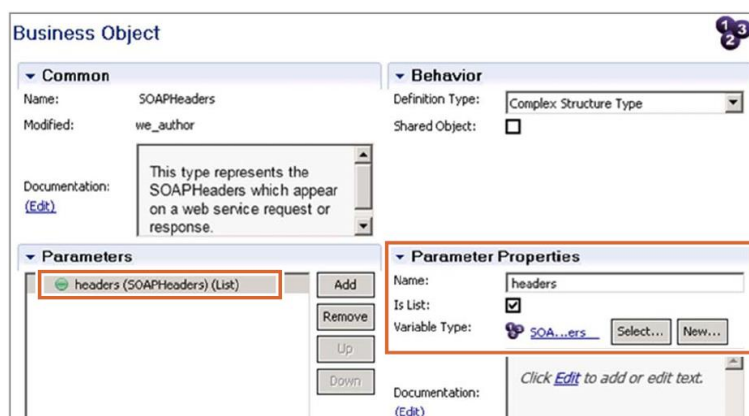 Business Object
1 2 3
Common
Name: SOAPHeaders
Modified: we_author
Documentation:
(Edit)
This type represents the
SOAPHeaders which appear
on a web service request or
response.
Behavior
Definition Type: Complex Structure Type
Shared Object:
Parameters
headers (SOAPHeaders) (List)
Add
Remove
Up
Down
Parameter Properties
Name: headers
Is List:
Variable Type: SOA...ers Select... New...
Documentation:
(Edit)
Click Edit to add or edit text.